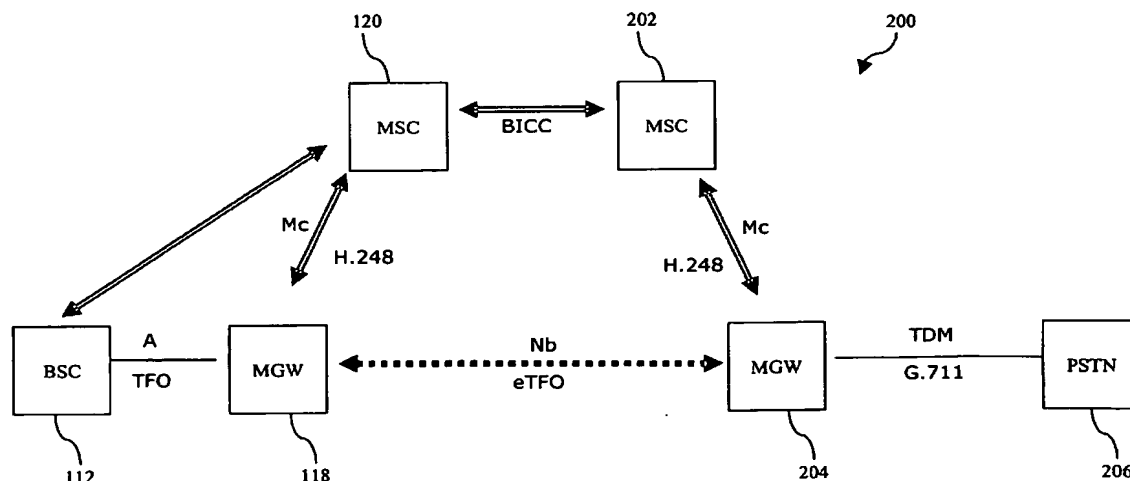 120
202
200
MSC
BICC
MSC
Mc
H.248
Mc
H.248
BSC
A
TFO
MGW
Nb
eTFO
MGW
TDM
G.711
PSTN
112
118
204
206